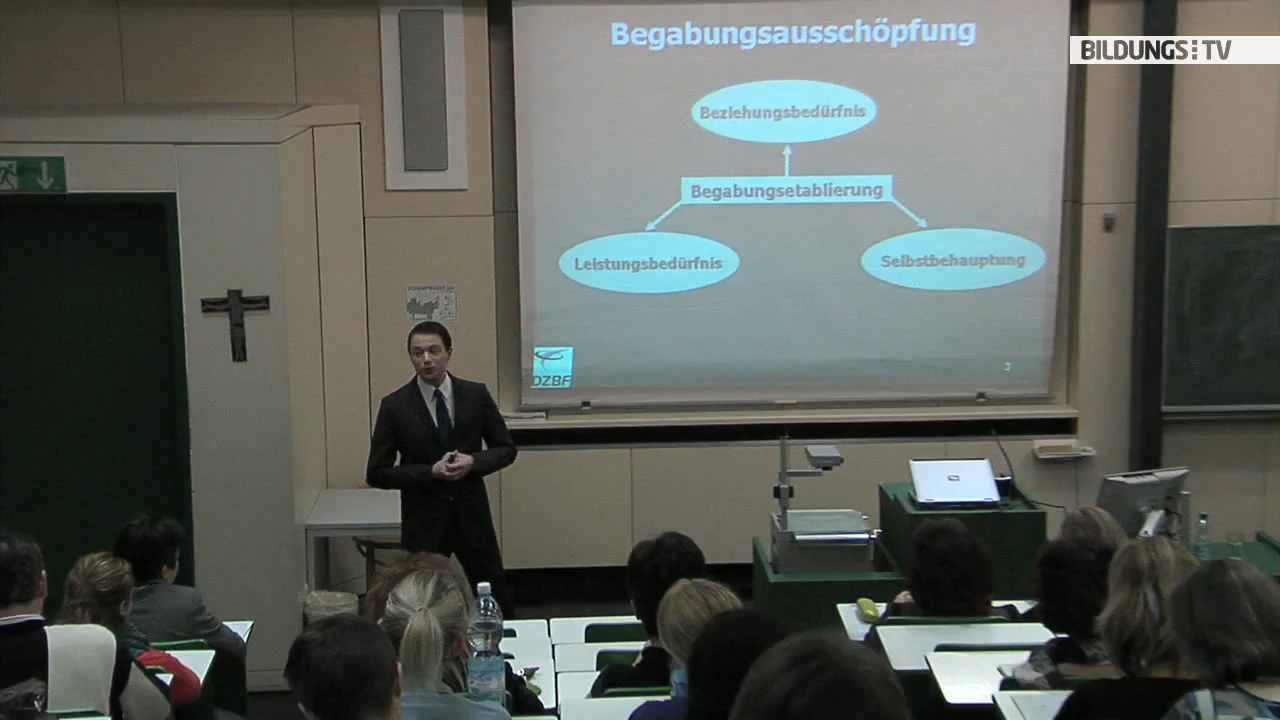 Begabungsausschöpfung
BILDUNGS TV
Beziehungsbedürfnis
Begabungsetablierung
Leistungsbedürfnis
Selbstbehauptung
DZBF
3